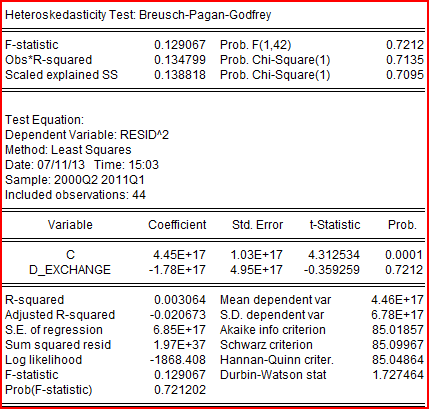 Heteroskedasticity Test: Breusch-Pagan-Godfrey
F-statistic 0.129067 Prob. F(1,42) 0.7212
Obs*R-squared 0.134799 Prob. Chi-Square(1) 0.7135
Scaled explained SS 0.138818 Prob. Chi-Square(1) 0.7095
Test Equation:
Dependent Variable: RESID^2
Method: Least Squares
Date: 07/11/13 Time: 15:03
Sample: 2000Q2 2011Q1
Included observations: 44
Variable Coefficient Std. Error t-Statistic Prob.
C 4.45E+17 1.03E+17 4.312534 0.0001
D_EXCHANGE -1.78E+17 4.95E+17 -0.359259 0.7212
R-squared 0.003064 Mean dependent var 4.46E+17
Adjusted R-squared -0.020673 S.D. dependent var 6.78E+17
S.E. of regression 6.85E+17 Akaike info criterion 85.01857
Sum squared resid 1.97E+37 Schwarz criterion 85.09967
Log likelihood -1868.408 Hannan-Quinn criter. 85.04864
F-statistic 0.129067 Durbin-Watson stat 1.727464
Prob(F-statistic) 0.721202